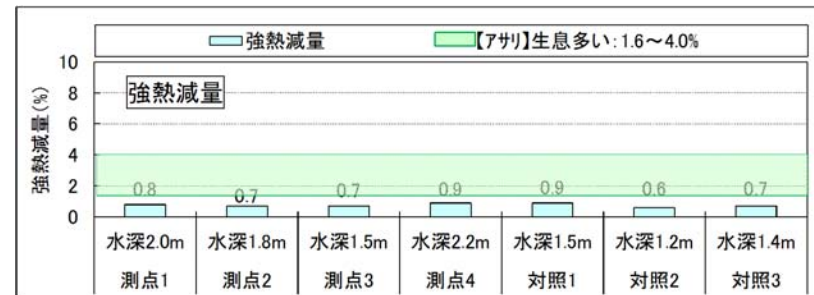 強熱減量 【アサリ】生息多い:1.6～4.0%
強熱減量(%)
10
8
6
4
2
0
強熱減量
0.8 0.7 0.7 0.9 0.9 0.6 0.7
水深2.0m 水深1.8m 水深1.5m 水深2.2m 水深1.5m 水深1.2m 水深1.4m
測点1 測点2 測点3 測点4 対照1 対照2 対照3